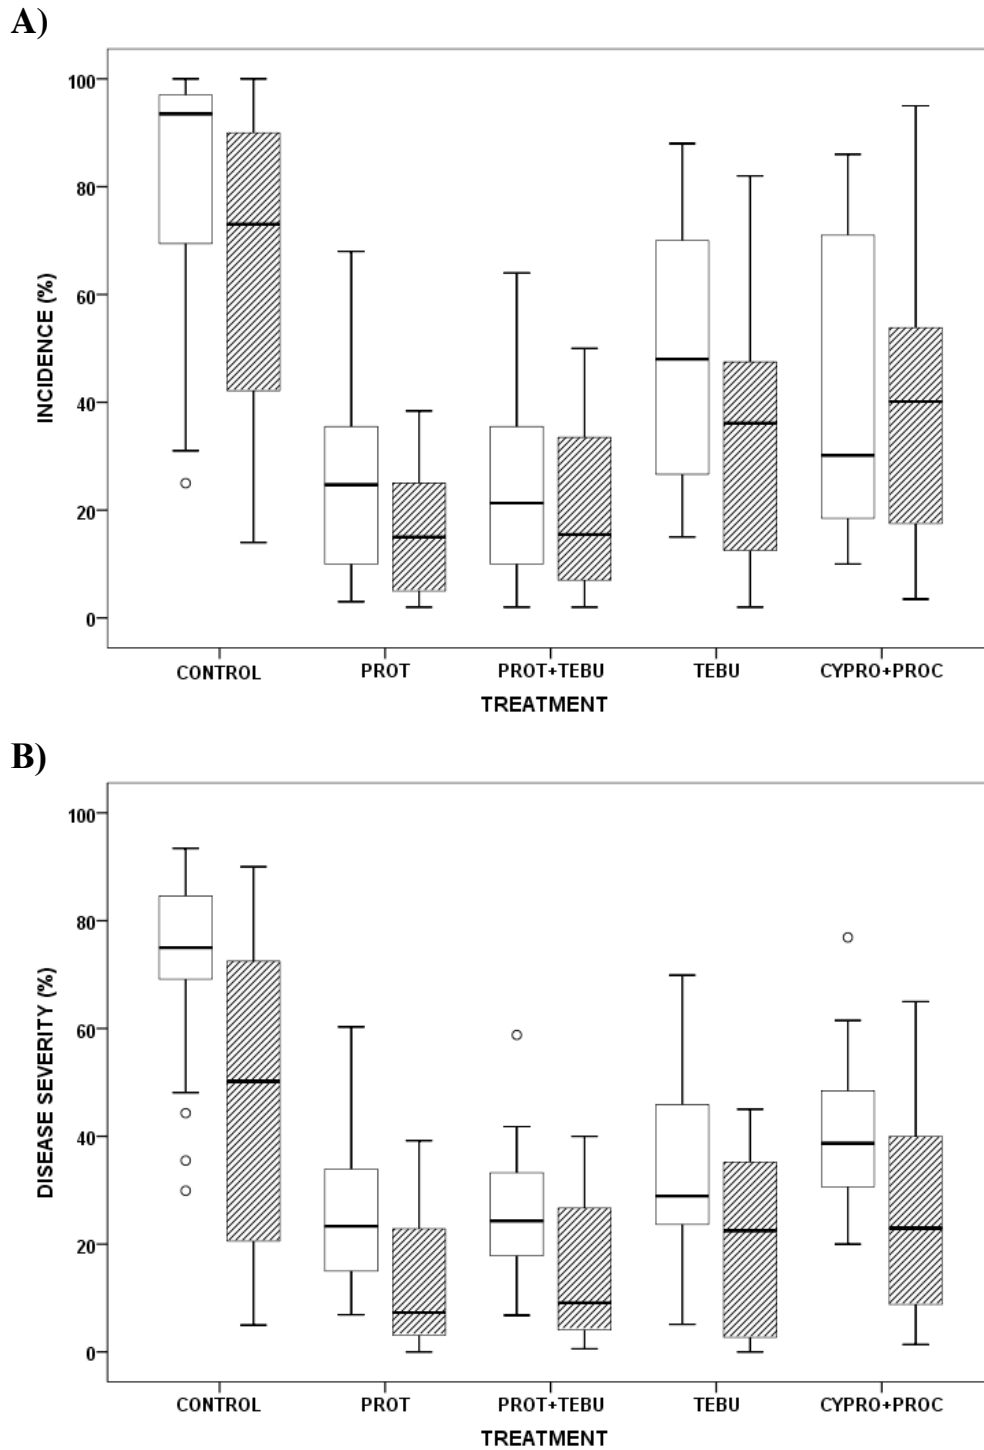 A)
INCIDENCE (%)
100
80
60
40
20
0
CONTROL PROT PROT+TEBU TEBU CYPRO+PROC
TREATMENT
B)
DISEASE SEVERITY (%)
100
80
60
40
20
0
CONTROL PROT PROT+TEBU TEBU CYPRO+PROC
TREATMENT